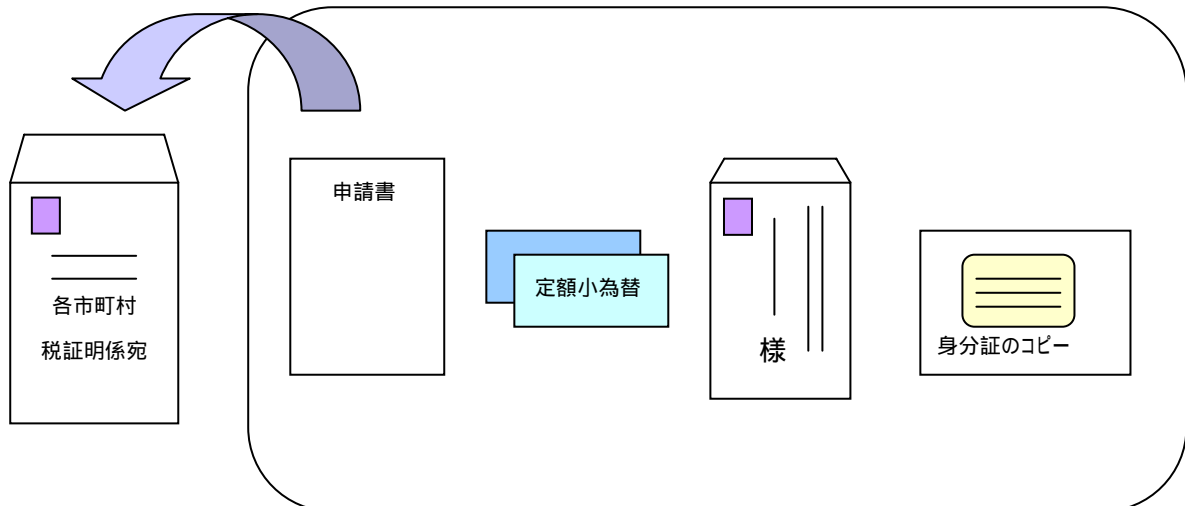 各市町村
税証明係宛
申請書
定額小為替
様
身分証のコピー